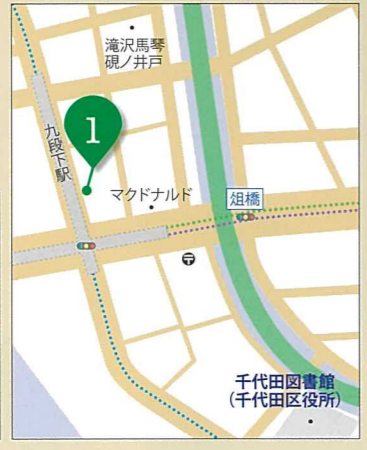 滝沢馬琴
硯ノ井戸
九段下駅
1
マクドナルド
俎橋
〒
千代田図書館
(千代田区役所)